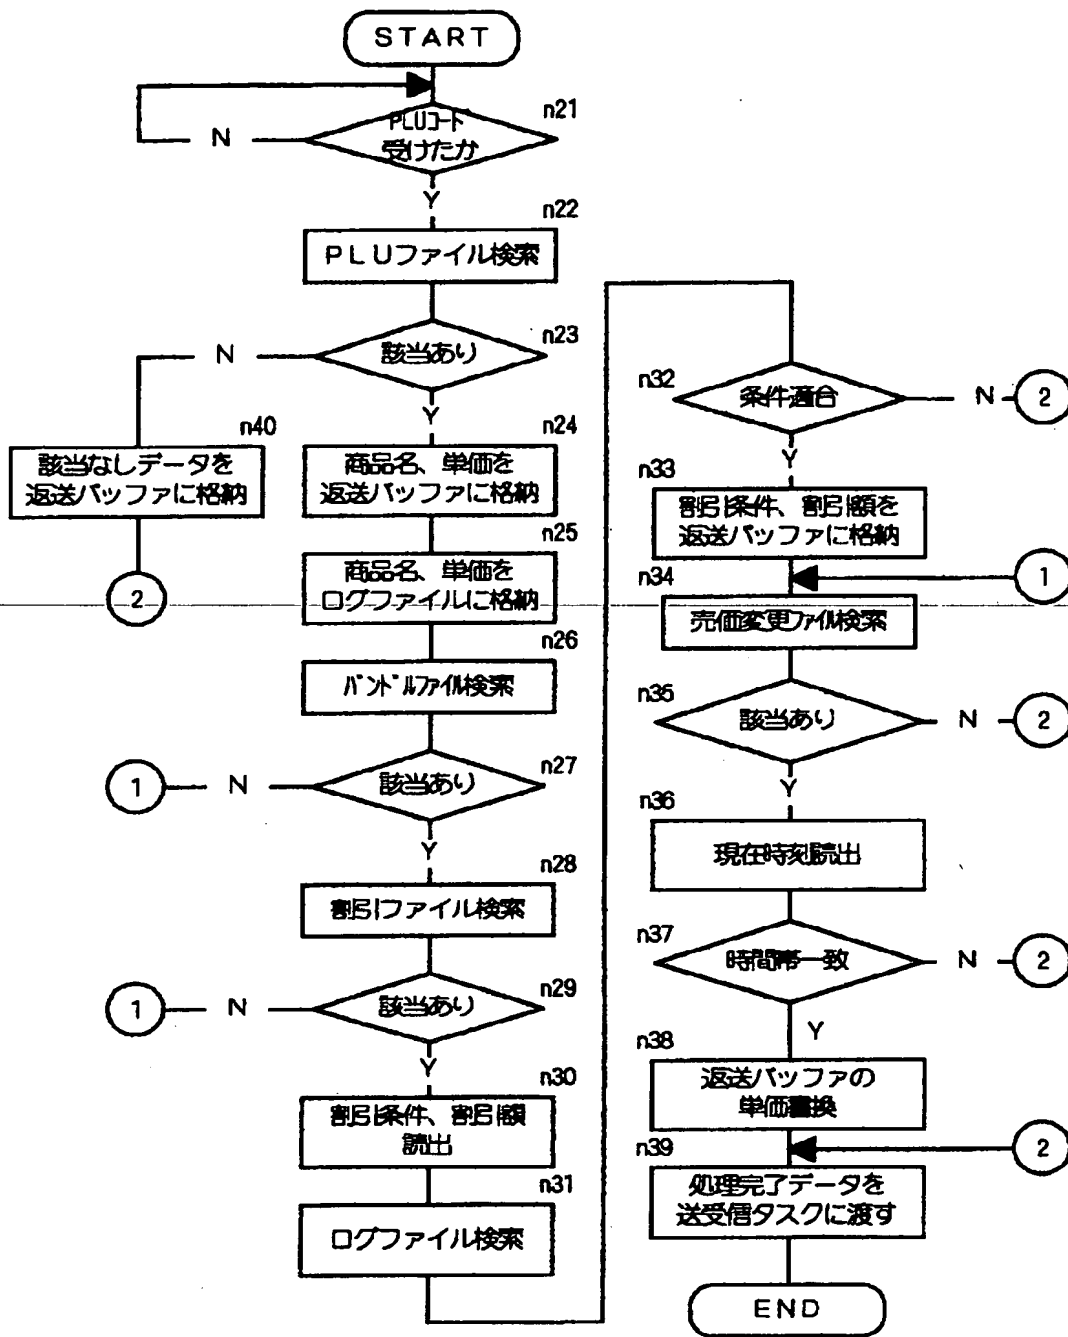 START
n21
PLUコード
受けたか
N
Y
n22
PLUファイル検索
n23
該当あり
N
Y
n40
該当なしデータを
返送バッファに格納
2
n24
商品名、単価を
返送バッファに格納
n25
商品名、単価を
ログファイルに格納
n26
バンドルファイル検索
n27
該当あり
N
1
Y
n28
割引ファイル検索
n29
該当あり
N
1
Y
n30
割引条件、割引額
読出
n31
ログファイル検索
n32
条件適合
N
2
Y
n33
割引条件、割引額を
返送バッファに格納
1
n34
売価変更ファイル検索
n35
該当あり
N
2
Y
n36
現在時刻読出
n37
時間帯一致
N
2
Y
n38
返送バッファの
単価書換
2
n39
処理完了データを
送受信タスクに渡す
END